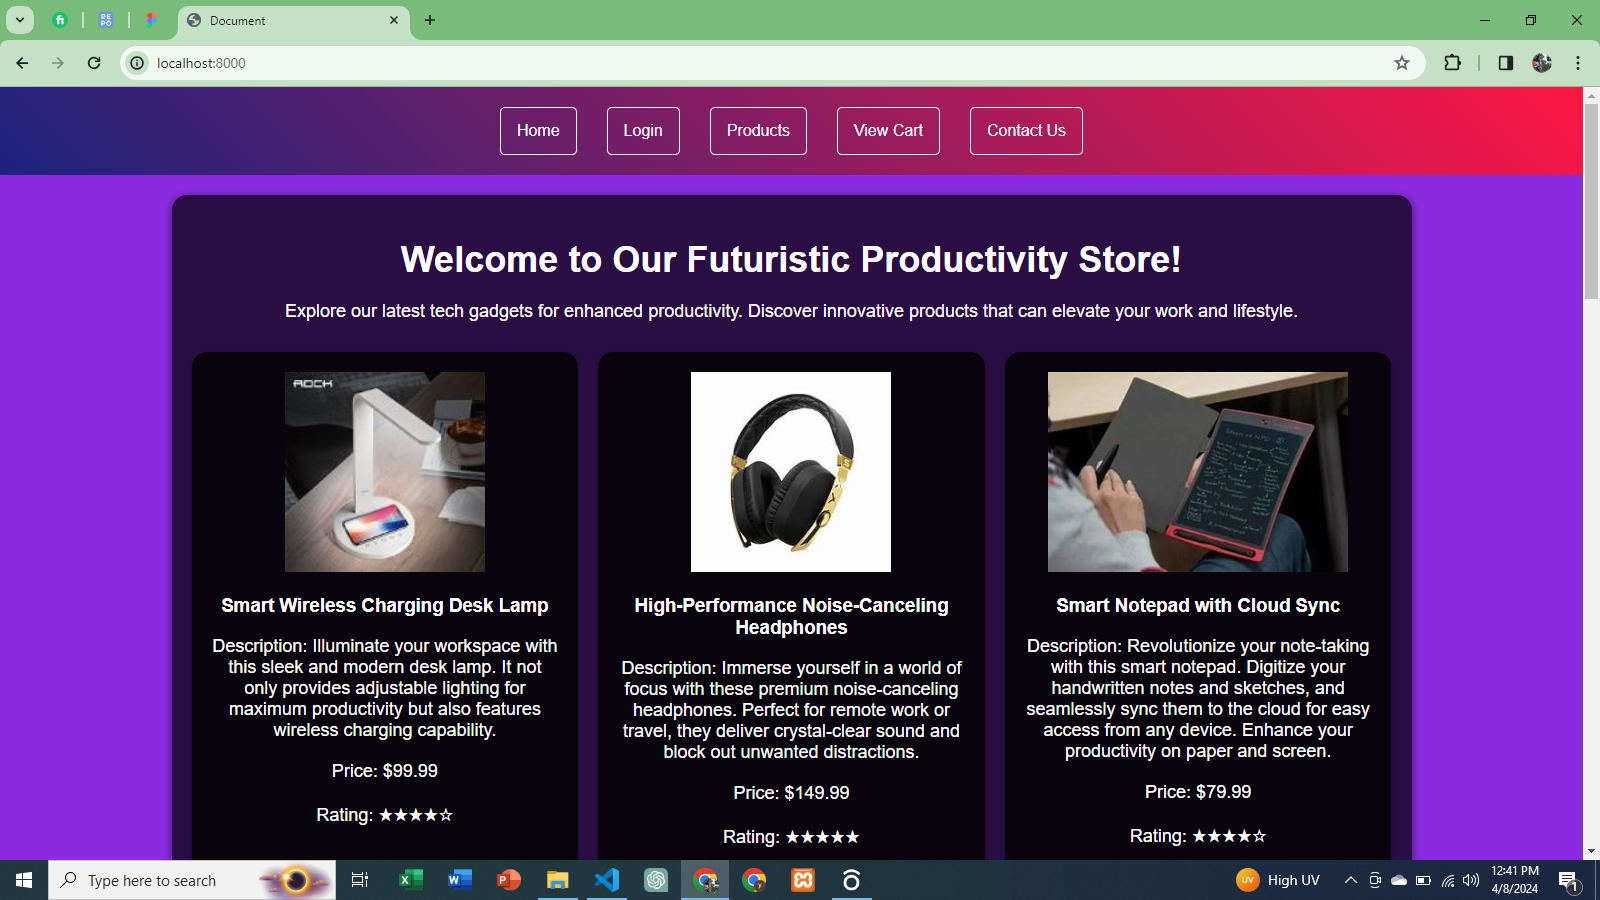 Document
localhost:8000
Home Login Products View Cart Contact Us
Welcome to Our Futuristic Productivity Store!
Explore our latest tech gadgets for enhanced productivity. Discover innovative products that can elevate your work and lifestyle.
ROCK
Smart Wireless Charging Desk Lamp
Description: Illuminate your workspace with
this sleek and modern desk lamp. It not
only provides adjustable lighting for
maximum productivity but also features
wireless charging capability.
Price: $99.99
Rating: ★★★★☆
High-Performance Noise-Canceling
Headphones
Description: Immerse yourself in a world of
focus with these premium noise-canceling
headphones. Perfect for remote work or
travel, they deliver crystal-clear sound and
block out unwanted distractions.
Price: $149.99
Rating: ★★★★★
Smart Notepad with Cloud Sync
Description: Revolutionize your note-taking
with this smart notepad. Digitize your
handwritten notes and sketches, and
seamlessly sync them to the cloud for easy
access from any device. Enhance your
productivity on paper and screen.
Price: $79.99
Rating: ★★★★☆
Type here to search
UV
High UV
12:41 PM
4/8/2024
1